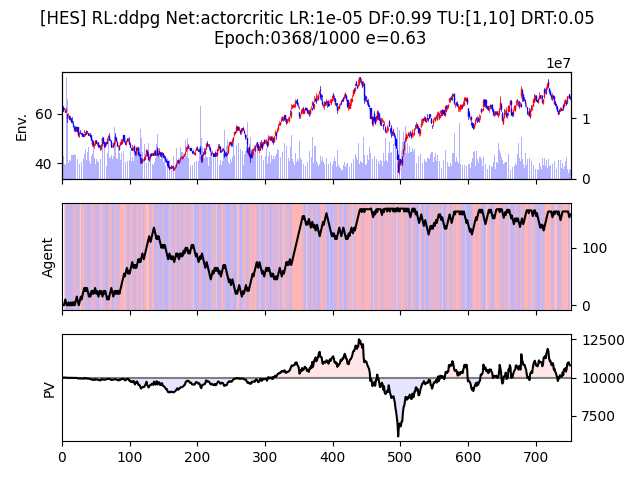 [HES] RL:ddpg Net:actorcritic LR:1e-05 DF:0.99 TU:[1,10] DRT:0.05
Epoch:0368/1000 e=0.63
1e7
Env.
60
40
1
0
Agent
100
0
PV
12500
10000
7500
0 100 200 300 400 500 600 700